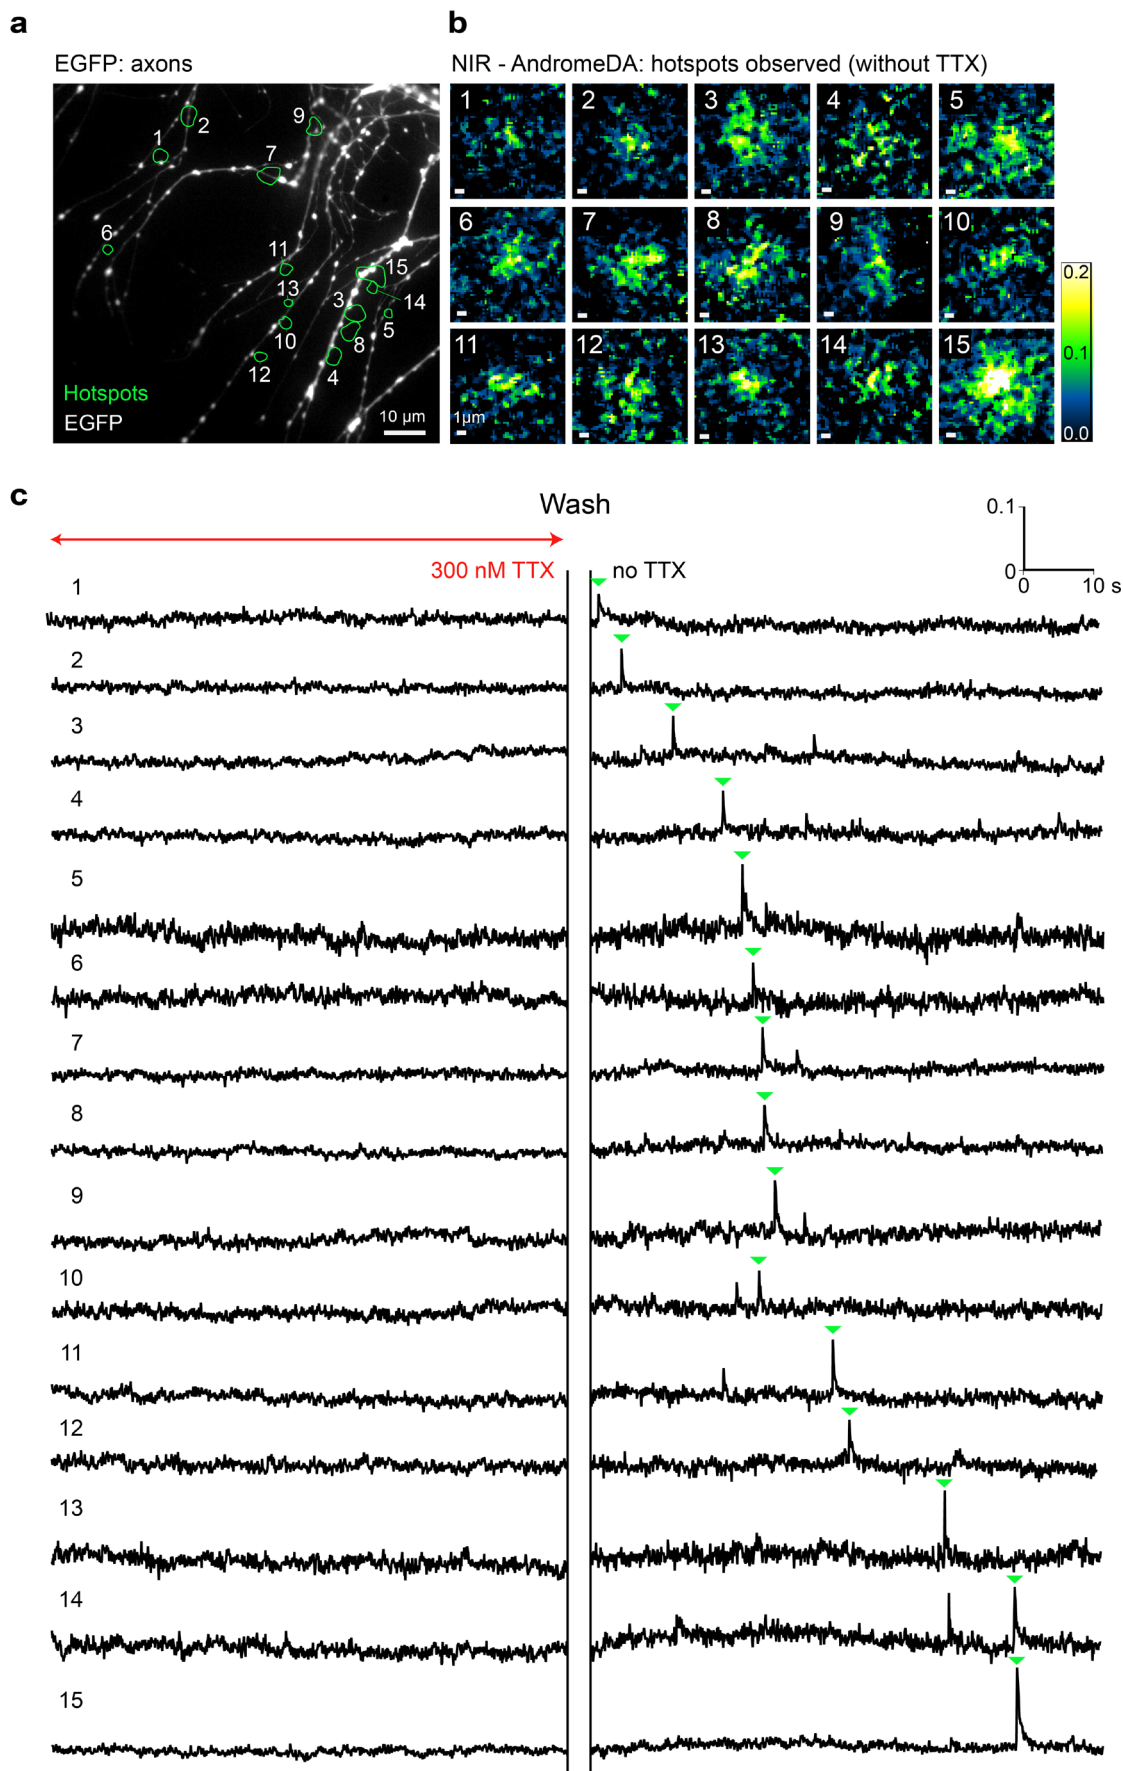 a
EGFP: axons
9
2
1
7
6
11
15
13
3
14
5
10
8
12
4
Hotspots
EGFP
10 µm
b
NIR - AndromeDA: hotspots observed (without TTX)
1 2 3 4 5
6 7 8 9 10
11 12 13 14 15
1µm
0.2
0.1
0.0
c
Wash
300 nM TTX
no TTX
0.1
0
0 10 s
1
2
3
4
5
6
7
8
9
10
11
12
13
14
15